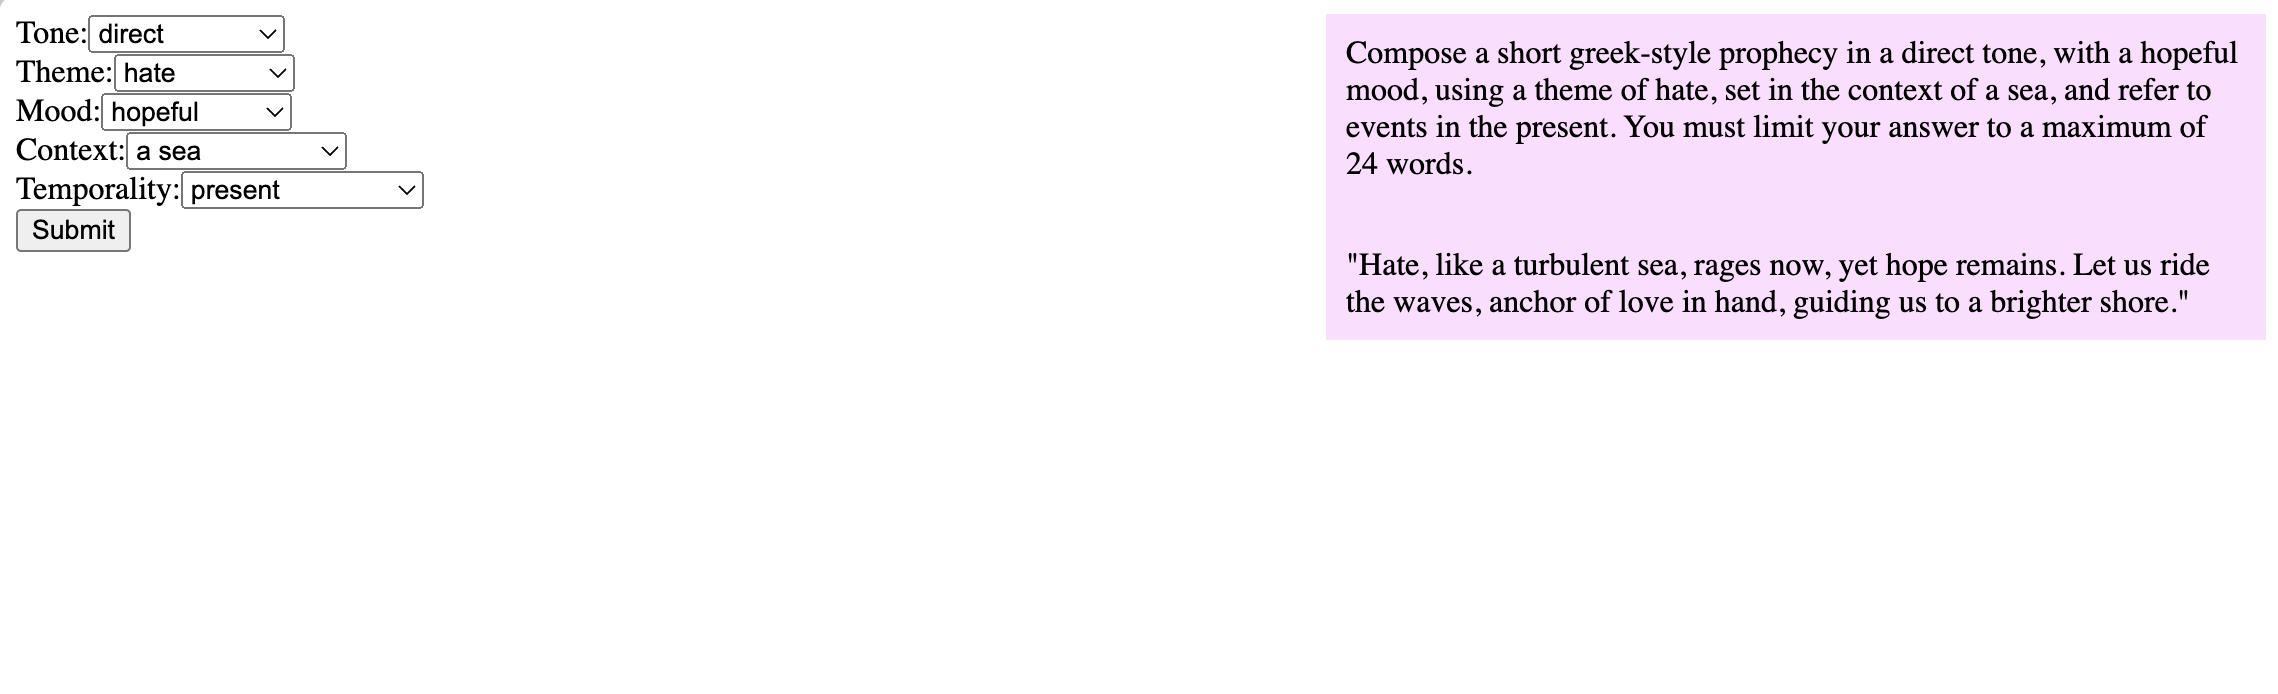 Tone: direct
Theme: hate
Mood: hopeful
Context: a sea
Temporality: present
Submit
Compose a short greek-style prophecy in a direct tone, with a hopeful
mood, using a theme of hate, set in the context of a sea, and refer to
events in the present. You must limit your answer to a maximum of
24 words.
"Hate, like a turbulent sea, rages now, yet hope remains. Let us ride
the waves, anchor of love in hand, guiding us to a brighter shore."